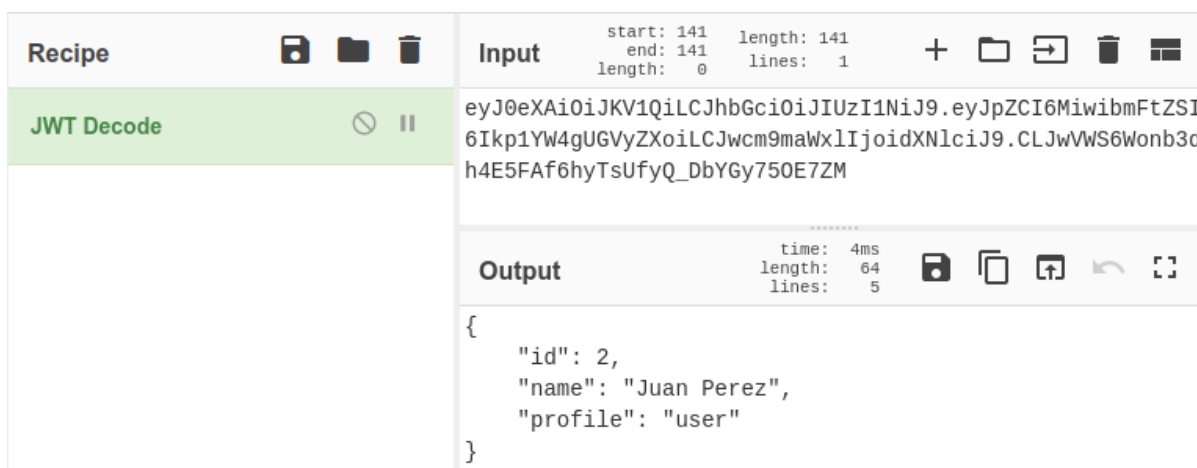 Recipe
JWT Decode
Input
start: 141
end: 141
length: 0
length: 141
lines: 1
eyJ0eXAiOiJKV1QiLCJhbGciOiJIUzI1NiJ9.eyJpZCI6MiwibmFtZSI
6Ikp1YW4gUGVyZXoiLCJwcm9maWxlIjoidXNlciJ9.CLJwVWS6Wonb3d
h4E5FAf6hyTsUfyQ_DbYGy75OE7ZM
Output
time: 4ms
length: 64
lines: 5
{
    "id": 2,
    "name": "Juan Perez",
    "profile": "user"
}